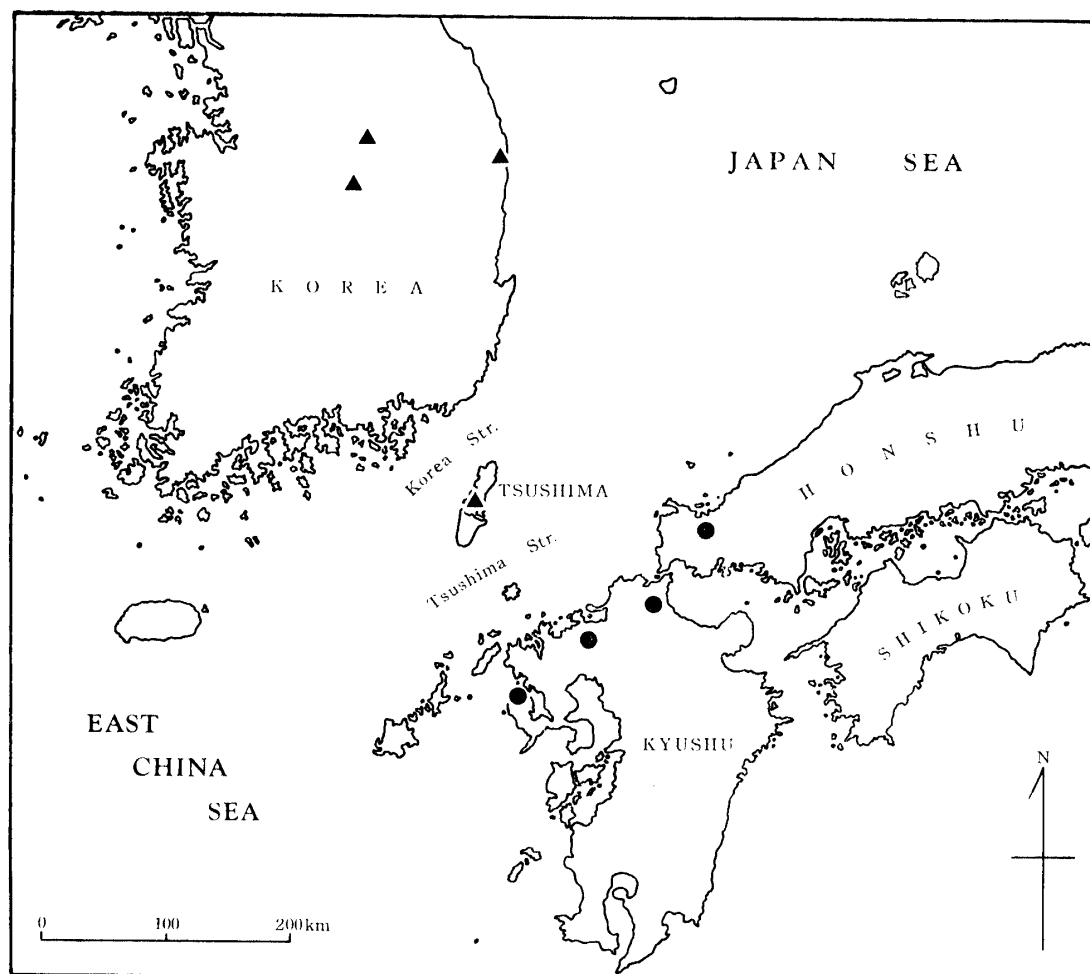 JAPAN SEA
KOREA
Korea Str.
TSUSHIMA
HONSHU
Tsushima Str.
SHIKOKU
EAST
CHINA
SEA
KYUSHU
N
0 100 200km